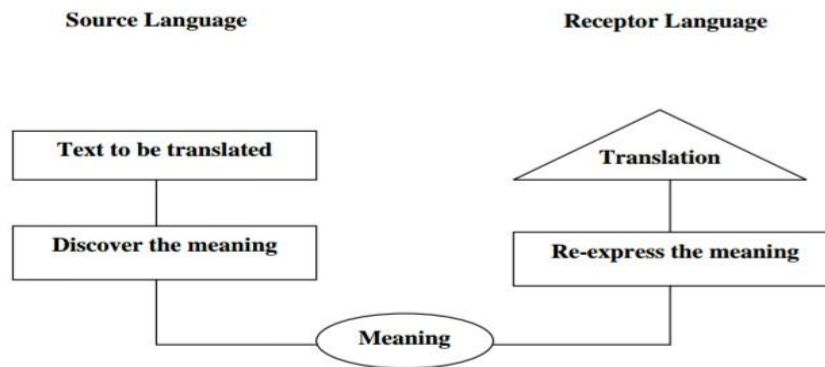 Source Language
Receptor Language
Text to be translated
Translation
Discover the meaning
Re-express the meaning
Meaning